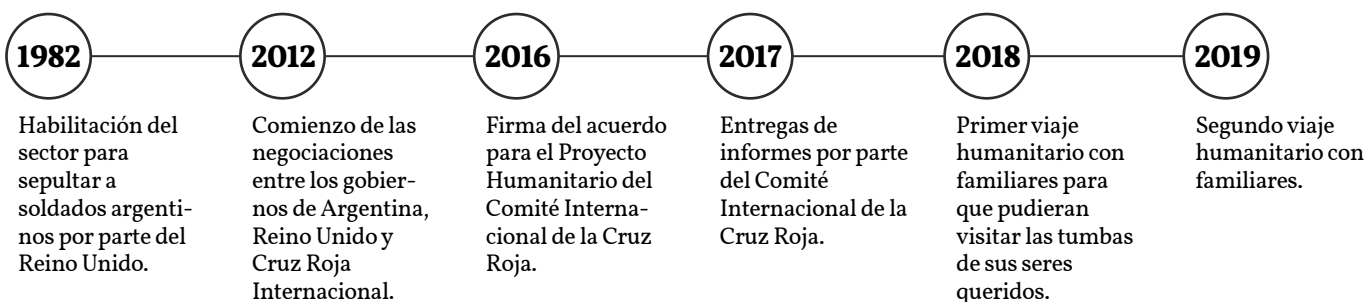 1982
Habilitación del
sector para
sepultar a
soldados argenti-
nos por parte del
Reino Unido.
2012
Comienzo de las
negociaciones
entre los gobier-
nos de Argentina,
Reino Unido y
Cruz Roja
Internacional.
2016
Firma del acuerdo
para el Proyecto
Humanitario del
Comité Interna-
cional de la Cruz
Roja.
2017
Entregas de
informes por parte
del Comité
Internacional de la
Cruz Roja.
2018
Primer viaje
humanitario con
familiares para
que pudieran
visitar las tumbas
de sus seres
queridos.
2019
Segundo viaje
humanitario con
familiares.